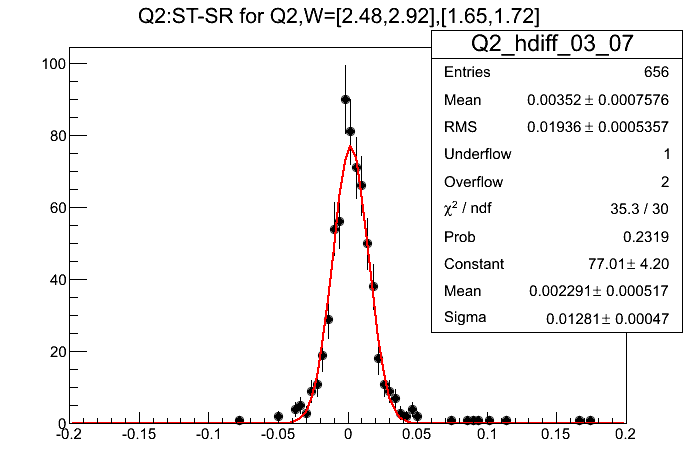 Q2:ST-SR for Q2,W=[2.48,2.92],[1.65,1.72]
Q2_hdiff_03_07
Entries 656
Mean 0.00352 ± 0.0007576
RMS 0.01936 ± 0.0005357
Underflow 1
Overflow 2
χ² / ndf 35.3 / 30
Prob 0.2319
Constant 77.01 ± 4.20
Mean 0.002291 ± 0.000517
Sigma 0.01281 ± 0.00047
100
80
60
40
20
0
-0.2 -0.15 -0.1 -0.05 0 0.05 0.1 0.15 0.2